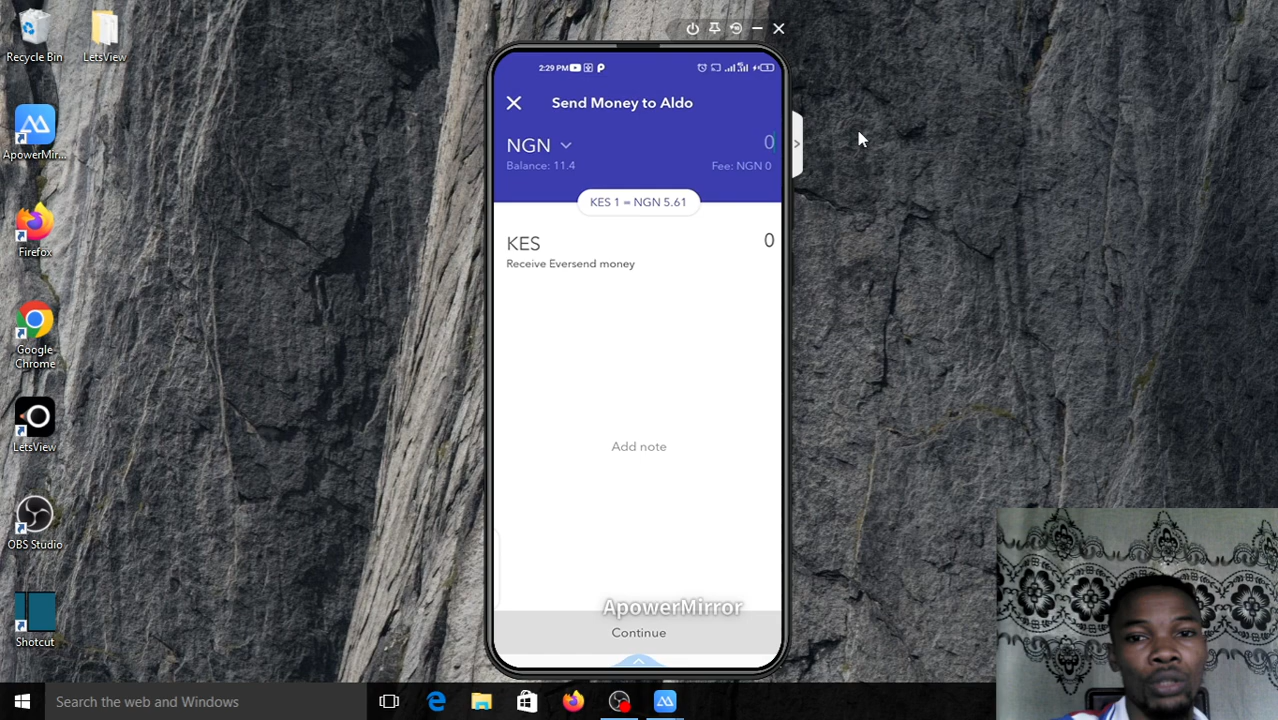 Recycle Bin
LetsView
ApowerMir...
Firefox
Google
Chrome
LetsView
OBS Studio
Shotcut
2:29 PM
Send Money to Aldo
NGN
0
Balance: 11.4
Fee: NGN 0
KES 1 = NGN 5.61
KES
0
Receive Eversend money
Add note
ApowerMirror
Continue
Search the web and Windows